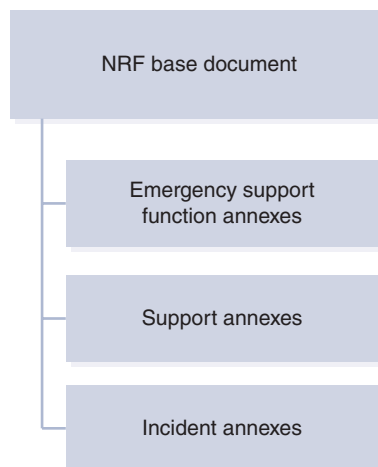 NRF base document
Emergency support
function annexes
Support annexes
Incident annexes